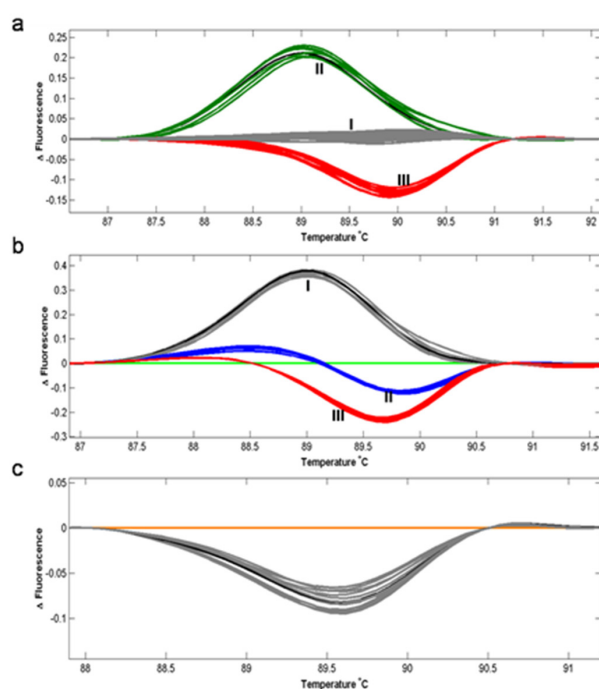 a
0.25
0.2
II
0.15
0.1
0.05
I
0
-0.05
-0.1
III
-0.15
Δ Fluorescence
87 87.5 88 88.5 89 89.5 90 90.5 91 91.5 92
Temperature °C
b
0.4
0.3
I
0.2
0.1
0
-0.1
II
-0.2
III
-0.3
Δ Fluorescence
87 87.5 88 88.5 89 89.5 90 90.5 91 91.5
Temperature °C
c
0.05
0
-0.05
-0.1
Δ Fluorescence
88 88.5 89 89.5 90 90.5 91
Temperature °C